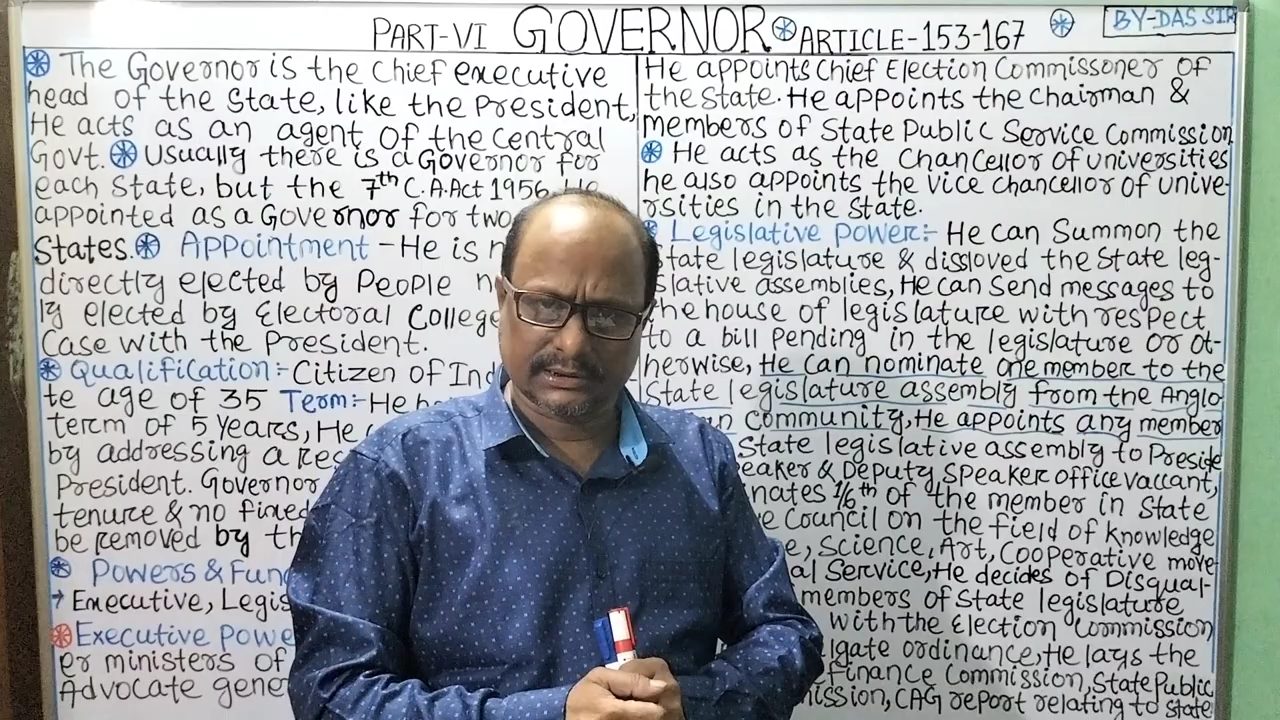 PART-VI GOVERNOR ARTICLE-153-167
BY-DAS SIR
The Governor is the chief executive
head of the State, like the President,
He acts as an agent of the Central
Govt. Usually there is a Governor for
each State, but the 7th C.A.Act 1956
appointed as a Governor for two
States. Appointment - He is
directly elected by People
ly elected by Electoral College
Case with the President.
Qualification:- Citizen of
te age of 35 Term:- He
term of 5 Years, He
by addressing a
President. Governor
tenure & no fixed
be removed by
Powers &
Executive,
Executive
er ministers of
Advocate
He appoints Chief Election Commissoner of
the State. He appoints the Chairman &
members of State Public Service Commission
He acts as the Chancellor of universities
he also appoints the vice chancellor of unive-
rsities in the State.
Legislative Power:- He can Summon the
State legislature & dissloved the State leg-
slative assemblies, He can Send messages to
the house of legislature with respect
to a bill Pending in the legislature or ot-
herwise, He can nominate one member to the
State legislature assembly from the Anglo
Community, He appoints any member
State legislative assembly to Preside
& Deputy Speaker office vaccant,
1/6th of the member in State
Council on the field of knowledge
Science, Art, Cooperative move-
Service, He decides of Disqual-
members of State legislature
with the Election Commission
ordinance, He lays the
Finance Commission, State Public
CAG report relating to state